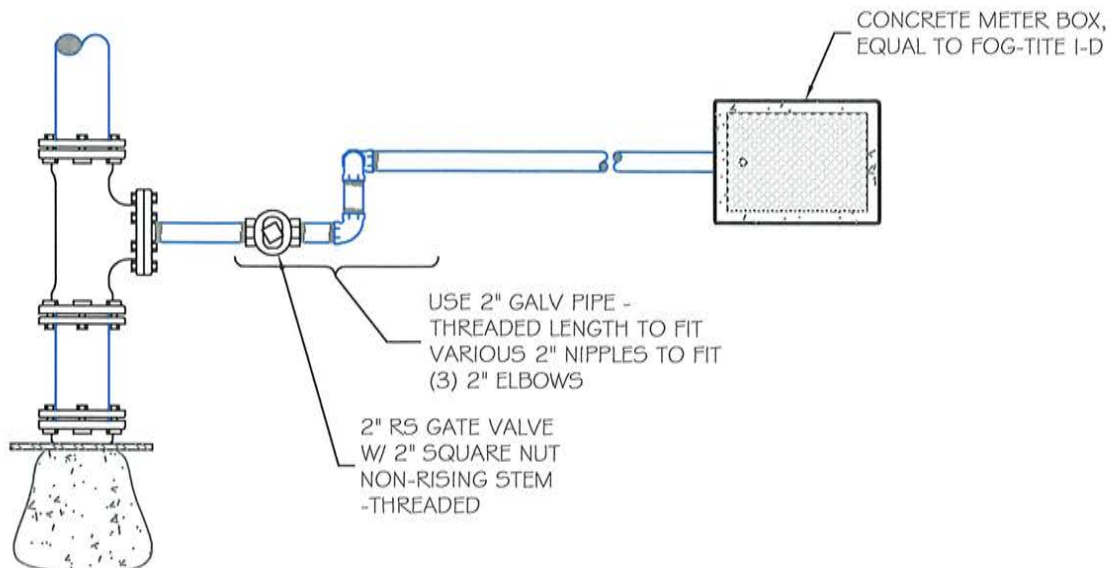 CONCRETE METER BOX,
EQUAL TO FOG-TITE I-D
USE 2" GALV PIPE -
THREADED LENGTH TO FIT
VARIOUS 2" NIPPLES TO FIT
(3) 2" ELBOWS
2" RS GATE VALVE
W/ 2" SQUARE NUT
NON-RISING STEM
-THREADED